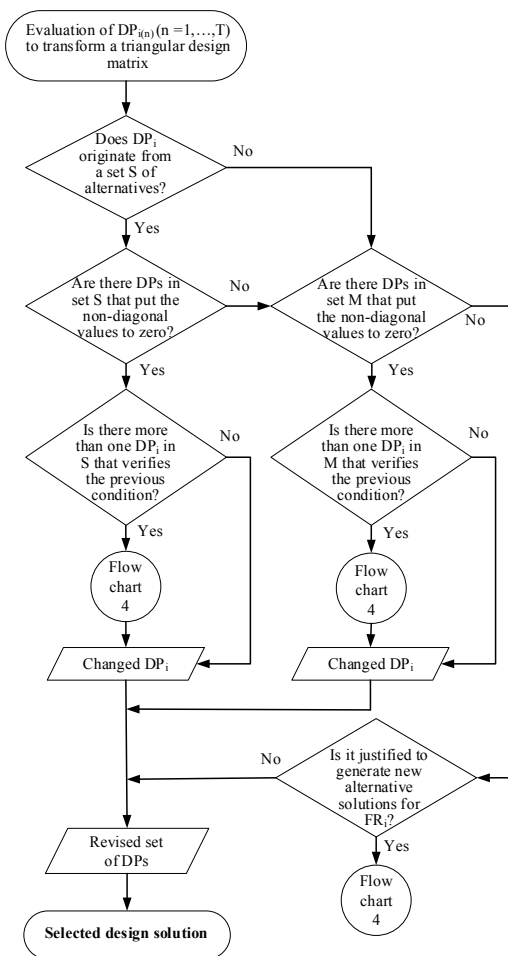 Evaluation of DPi(n) (n =1,…,T)
to transform a triangular design
matrix
Does DPi
originate from
a set S of
alternatives?
No
Yes
Are there DPs in
set S that put the
non-diagonal
values to zero?
No
Are there DPs in
set M that put
the non-diagonal
values to zero?
No
Yes
Yes
Is there more
than one DPi in
S that verifies
the previous
condition?
No
Is there more
than one DPi in
M that verifies
the previous
condition?
No
Yes
Yes
Flow
chart
4
Flow
chart
4
Changed DPi
Changed DPi
No
Is it justified to
generate new
alternative
solutions for
FRi?
Yes
Revised set
of DPs
Flow
chart
4
Selected design solution